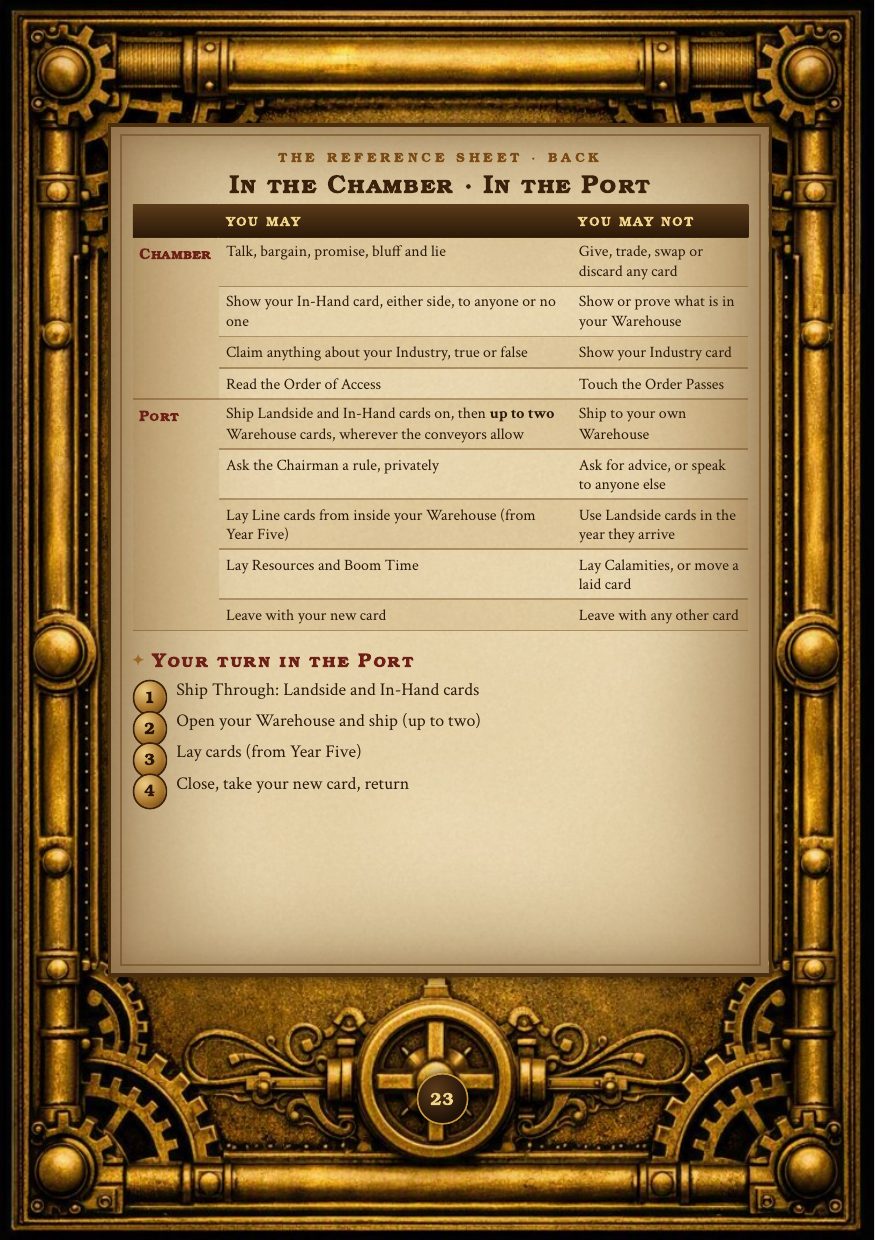 THE REFERENCE SHEET · BACK
IN THE CHAMBER · IN THE PORT
YOU MAY YOU MAY NOT
CHAMBER Talk, bargain, promise, bluff and lie Give, trade, swap or
discard any card
Show your In-Hand card, either side, to anyone or no Show or prove what is in
one your Warehouse
Claim anything about your Industry, true or false Show your Industry card
Read the Order of Access Touch the Order Passes
PORT Ship Landside and In-Hand cards on, then up to two Ship to your own
Warehouse cards, wherever the conveyors allow Warehouse
Ask the Chairman a rule, privately Ask for advice, or speak
to anyone else
Lay Line cards from inside your Warehouse (from Use Landside cards in the
Year Five) year they arrive
Lay Resources and Boom Time Lay Calamities, or move a
laid card
Leave with your new card Leave with any other card
YOUR TURN IN THE PORT
1 Ship Through: Landside and In-Hand cards
2 Open your Warehouse and ship (up to two)
3 Lay cards (from Year Five)
4 Close, take your new card, return
23